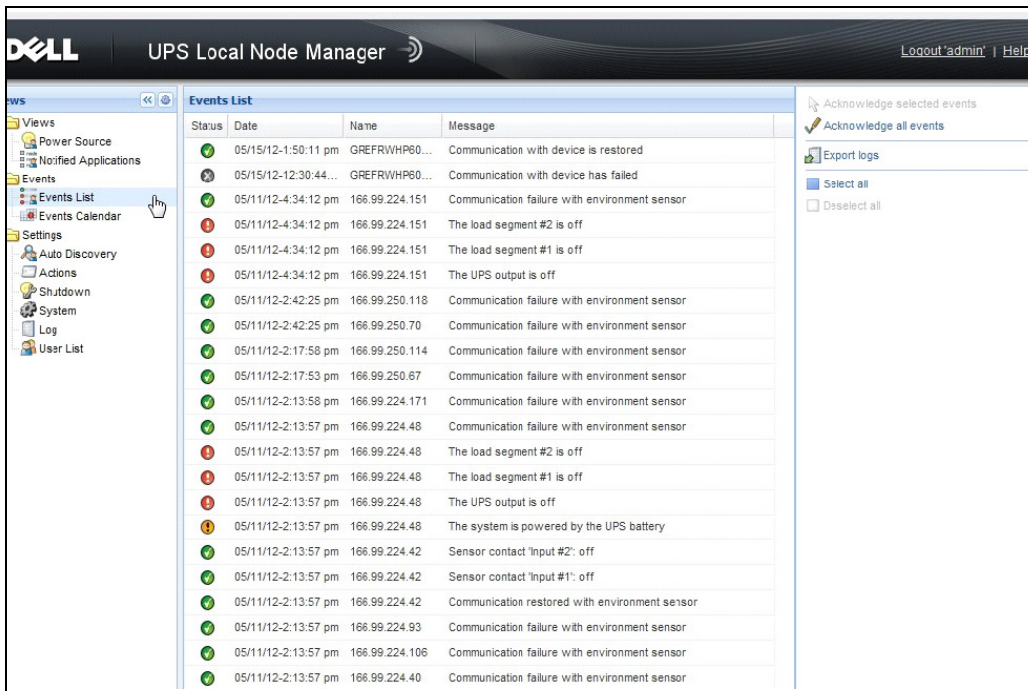 DELL
UPS Local Node Manager
Logout 'admin' | Help
ews
Views
Power Source
Notified Applications
Events
Events List
Events Calendar
Settings
Auto Discovery
Actions
Shutdown
System
Log
User List
Events List
Status Date Name Message
05/15/12-1:50:11 pm GREFRWHP60... Communication with device is restored
05/15/12-12:30:44... GREFRWHP60... Communication with device has failed
05/11/12-4:34:12 pm 166.99.224.151 Communication failure with environment sensor
05/11/12-4:34:12 pm 166.99.224.151 The load segment #2 is off
05/11/12-4:34:12 pm 166.99.224.151 The load segment #1 is off
05/11/12-4:34:12 pm 166.99.224.151 The UPS output is off
05/11/12-2:42:25 pm 166.99.250.118 Communication failure with environment sensor
05/11/12-2:42:25 pm 166.99.250.70 Communication failure with environment sensor
05/11/12-2:17:58 pm 166.99.250.114 Communication failure with environment sensor
05/11/12-2:17:53 pm 166.99.250.67 Communication failure with environment sensor
05/11/12-2:13:58 pm 166.99.224.171 Communication failure with environment sensor
05/11/12-2:13:57 pm 166.99.224.48 Communication failure with environment sensor
05/11/12-2:13:57 pm 166.99.224.48 The load segment #2 is off
05/11/12-2:13:57 pm 166.99.224.48 The load segment #1 is off
05/11/12-2:13:57 pm 166.99.224.48 The UPS output is off
05/11/12-2:13:57 pm 166.99.224.48 The system is powered by the UPS battery
05/11/12-2:13:57 pm 166.99.224.42 Sensor contact 'Input #2': off
05/11/12-2:13:57 pm 166.99.224.42 Sensor contact 'Input #1': off
05/11/12-2:13:57 pm 166.99.224.42 Communication restored with environment sensor
05/11/12-2:13:57 pm 166.99.224.93 Communication failure with environment sensor
05/11/12-2:13:57 pm 166.99.224.106 Communication failure with environment sensor
05/11/12-2:13:57 pm 166.99.224.40 Communication failure with environment sensor
Acknowledge selected events
Acknowledge all events
Export logs
Select all
Deselect all